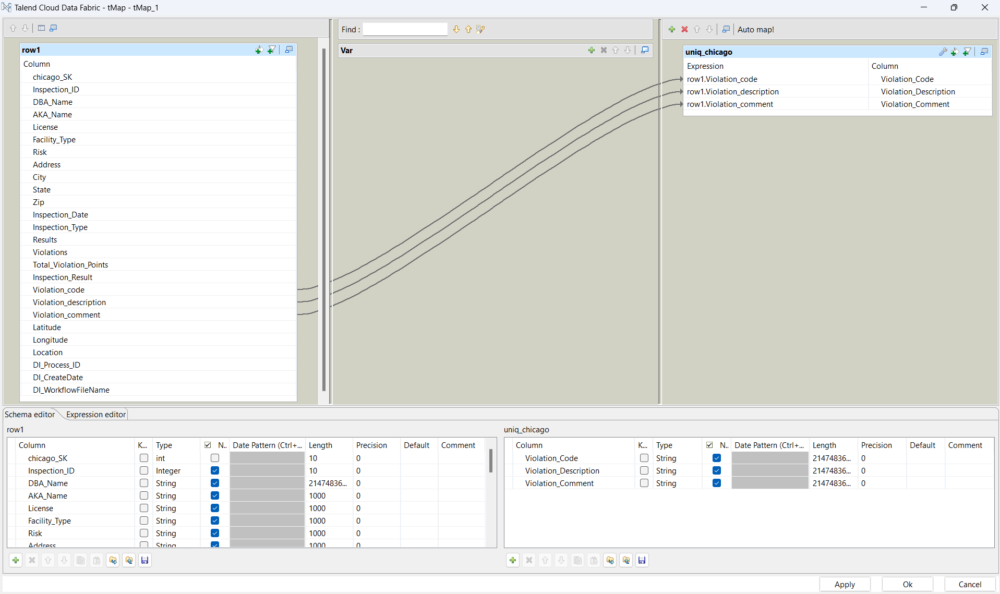 Talend Cloud Data Fabric - tMap - tMap_1
Find :
Auto map!
row1
Column
chicago_SK
Inspection_ID
DBA_Name
AKA_Name
License
Facility_Type
Risk
Address
City
State
Zip
Inspection_Date
Inspection_Type
Results
Violations
Total_Violation_Points
Inspection_Result
Violation_code
Violation_description
Violation_comment
Latitude
Longitude
Location
DI_Process_ID
DI_CreateDate
DI_WorkflowFileName
Var
uniq_chicago
Expression Column
row1.Violation_code Violation_Code
row1.Violation_description Violation_Description
row1.Violation_comment Violation_Comment
Schema editor Expression editor
row1
Column K... Type N.. Date Pattern (Ctrl+... Length Precision Default Comment
chicago_SK int 10 0
Inspection_ID Integer 10 0
DBA_Name String 21474836... 0
AKA_Name String 1000 0
License String 1000 0
Facility_Type String 1000 0
Risk String 1000 0
Address String 1000 0
uniq_chicago
Column K... Type N.. Date Pattern (Ctrl+... Length Precision Default Comment
Violation_Code String 21474836... 0
Violation_Description String 21474836... 0
Violation_Comment String 21474836... 0
Apply Ok Cancel